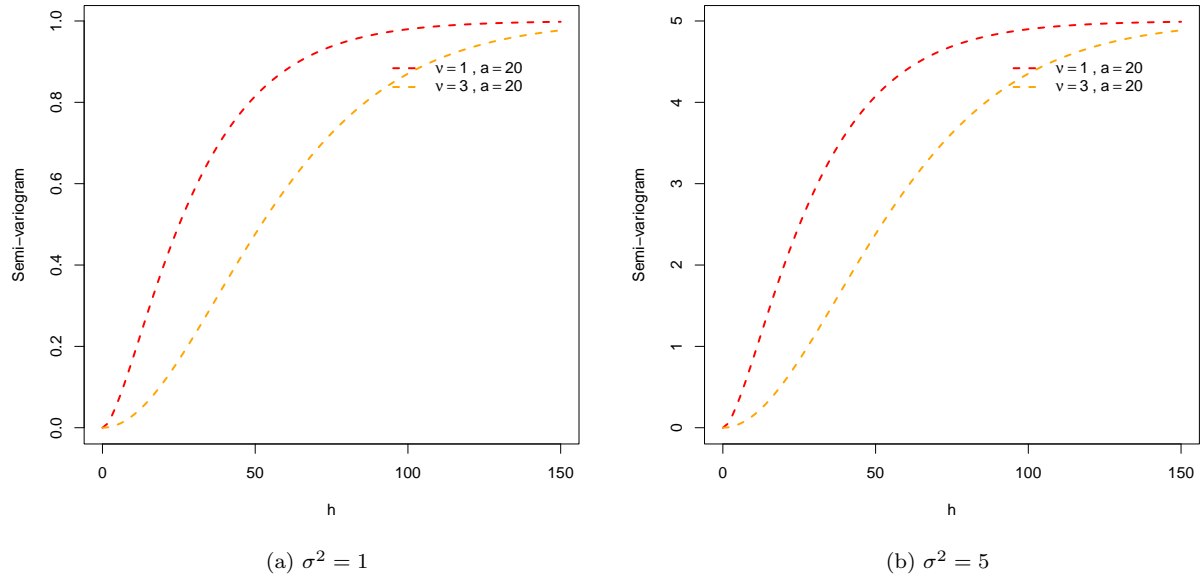 1.0
0.8
0.6
0.4
0.2
0.0
Semi−variogram
ν = 1 , a = 20
ν = 3 , a = 20
0 50 100 150
h
(a) σ² = 1
5
4
3
2
1
0
Semi−variogram
ν = 1 , a = 20
ν = 3 , a = 20
0 50 100 150
h
(b) σ² = 5